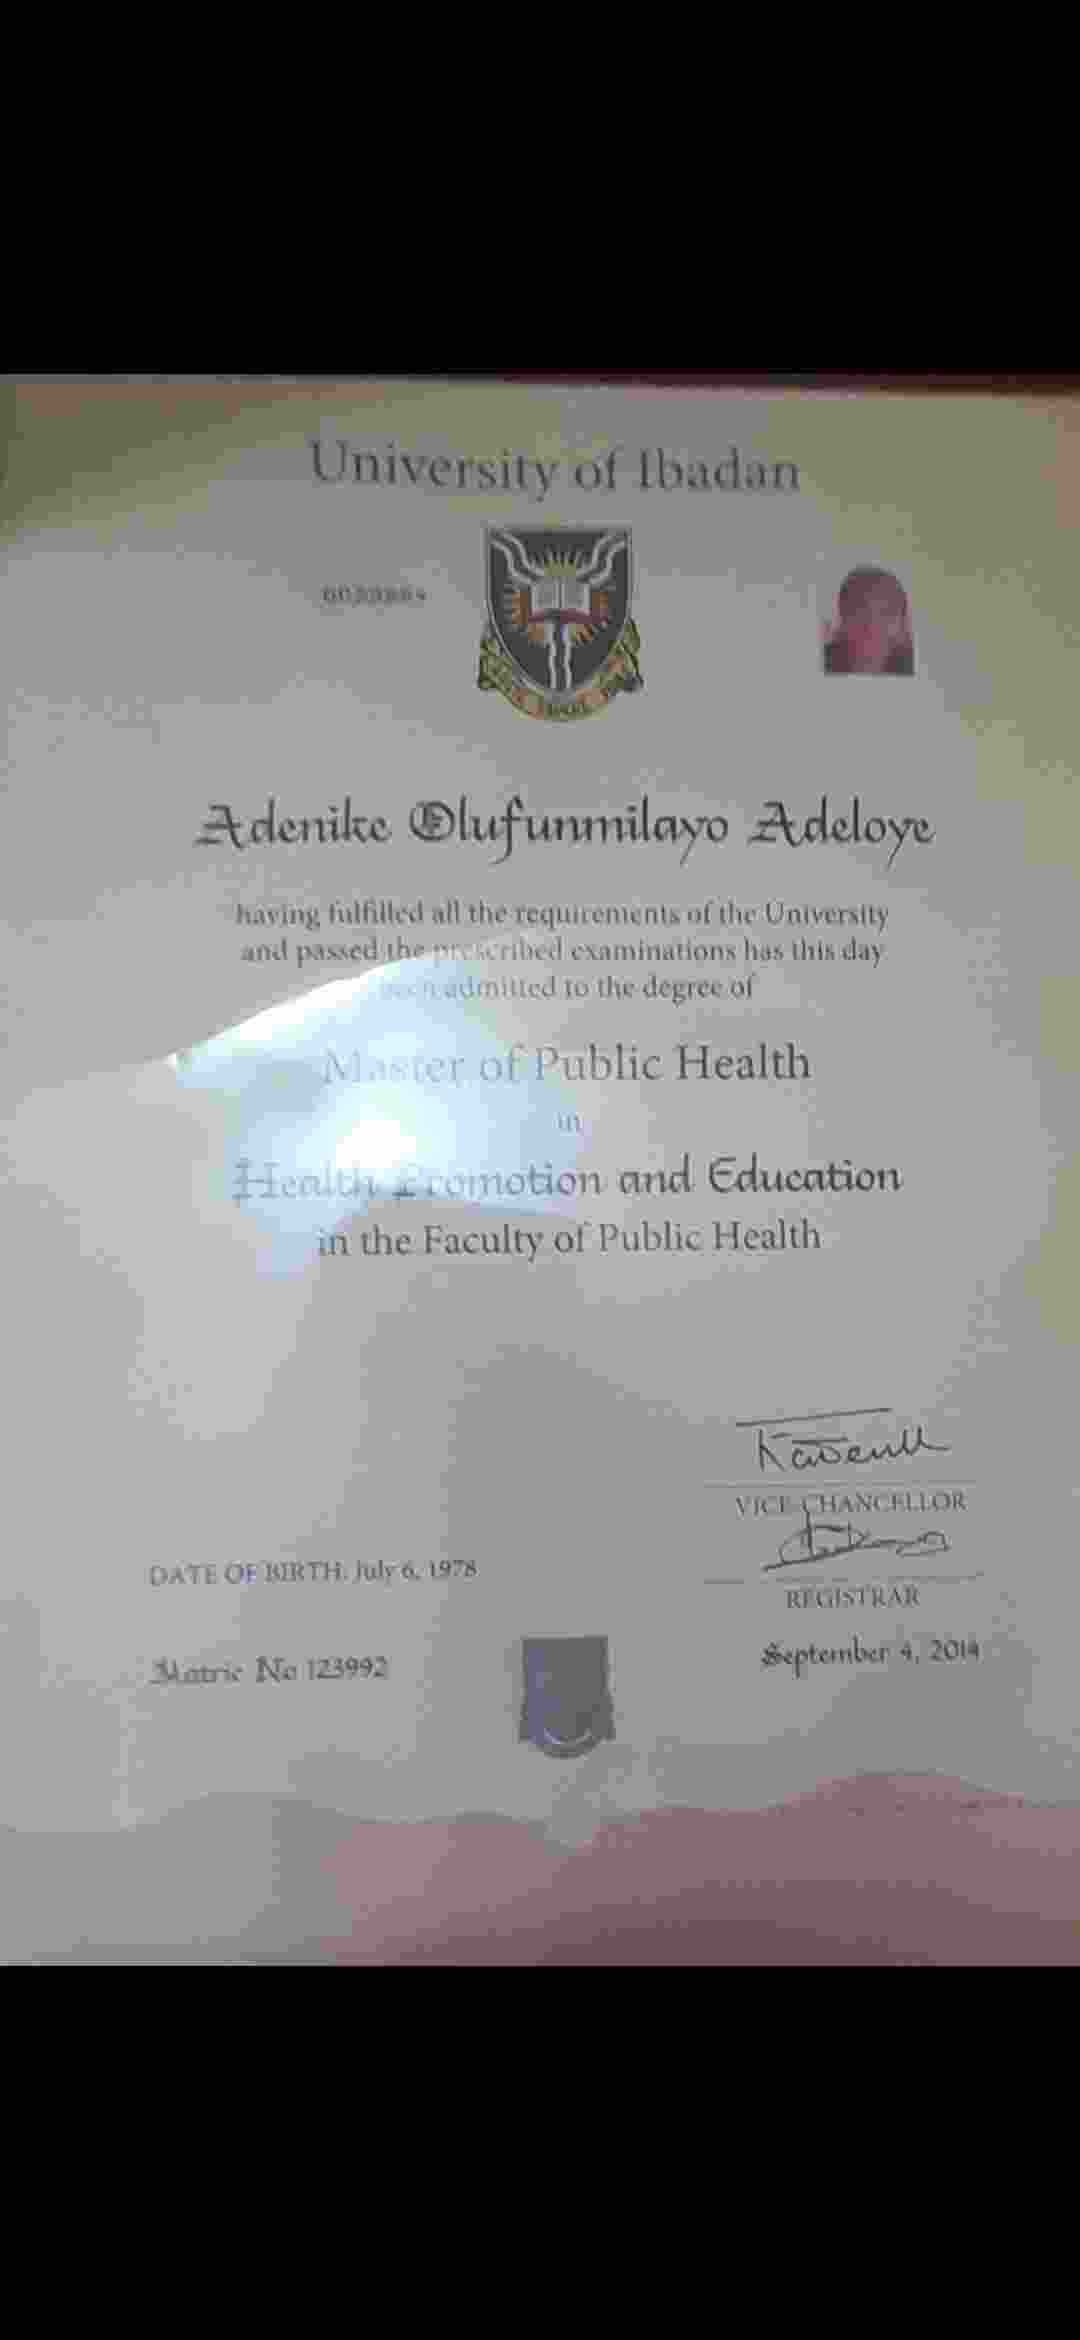 University of Ibadan
Adenike Olufunmilayo Adeloye
having fulfilled all the requirements of the University
and passed the prescribed examinations has this day
been admitted to the degree of
Master of Public Health
in
Health Promotion and Education
in the Faculty of Public Health
VICE-CHANCELLOR
DATE OF BIRTH: July 6, 1978
REGISTRAR
Matric No 123992
September 4, 2014